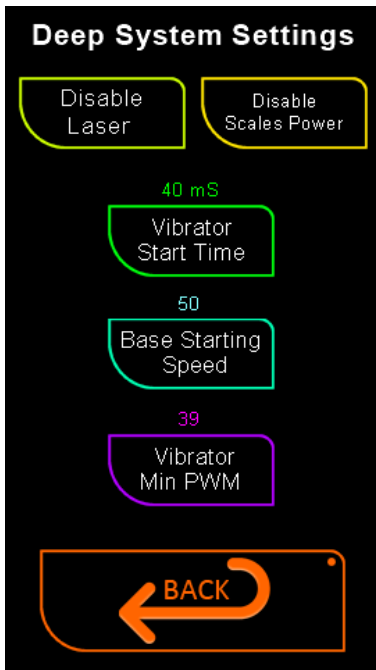 Deep System Settings
Disable
Laser
Disable
Scales Power
40 mS
Vibrator
Start Time
50
Base Starting
Speed
39
Vibrator
Min PWM
BACK